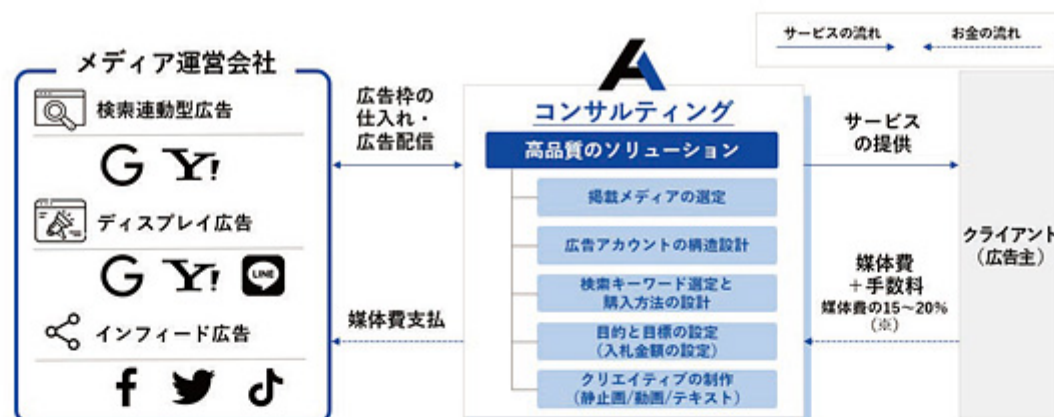 サービスの流れ
お金の流れ
メディア運営会社
検索連動型広告
G Y!
ディスプレイ広告
G Y! LINE
インフィード広告
広告枠の
仕入れ・
広告配信
媒体費支払
コンサルティング
高品質のソリューション
掲載メディアの選定
広告アカウントの構造設計
検索キーワード選定と
購入方法の設計
目的と目標の設定
(入札金額の設定)
クリエイティブの制作
(静止画/動画/テキスト)
サービス
の提供
媒体費
+手数料
媒体費の15~20%
(※)
クライアント
(広告主)